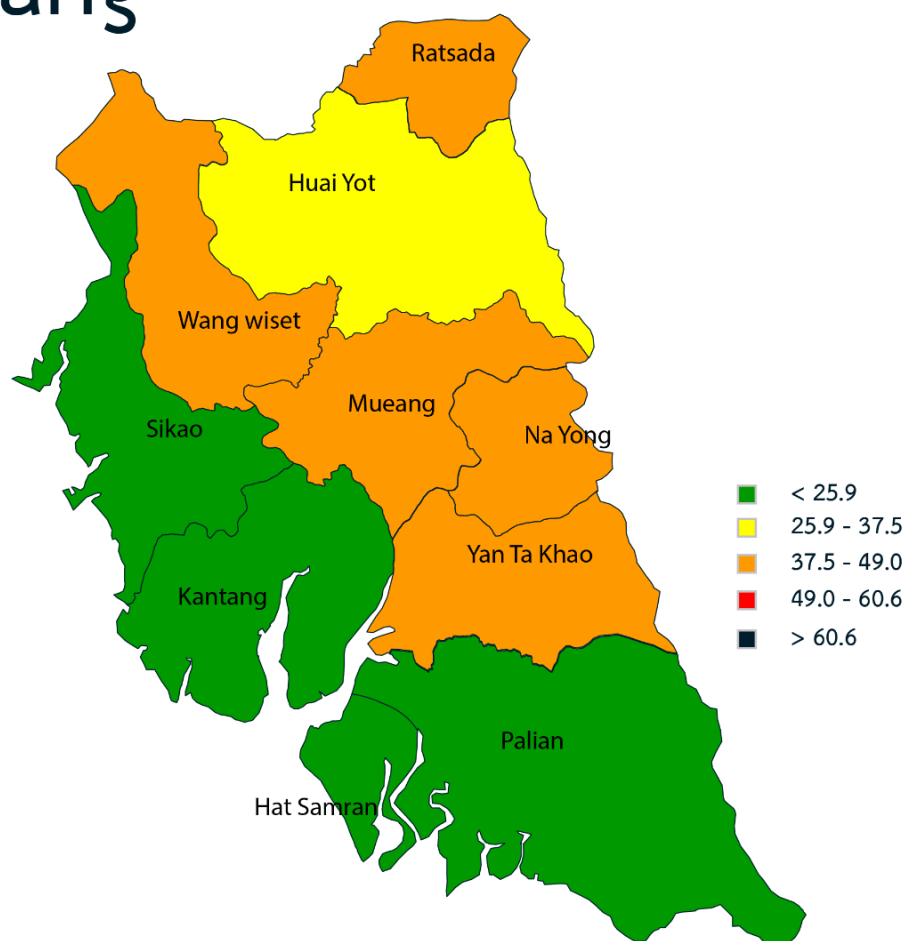 Ratsada
Huai Yot
Wang wiset
Mueang
Sikao
Na Yong
Yan Ta Khao
Kantang
Palian
Hat Samran
< 25.9
25.9 - 37.5
37.5 - 49.0
49.0 - 60.6
> 60.6